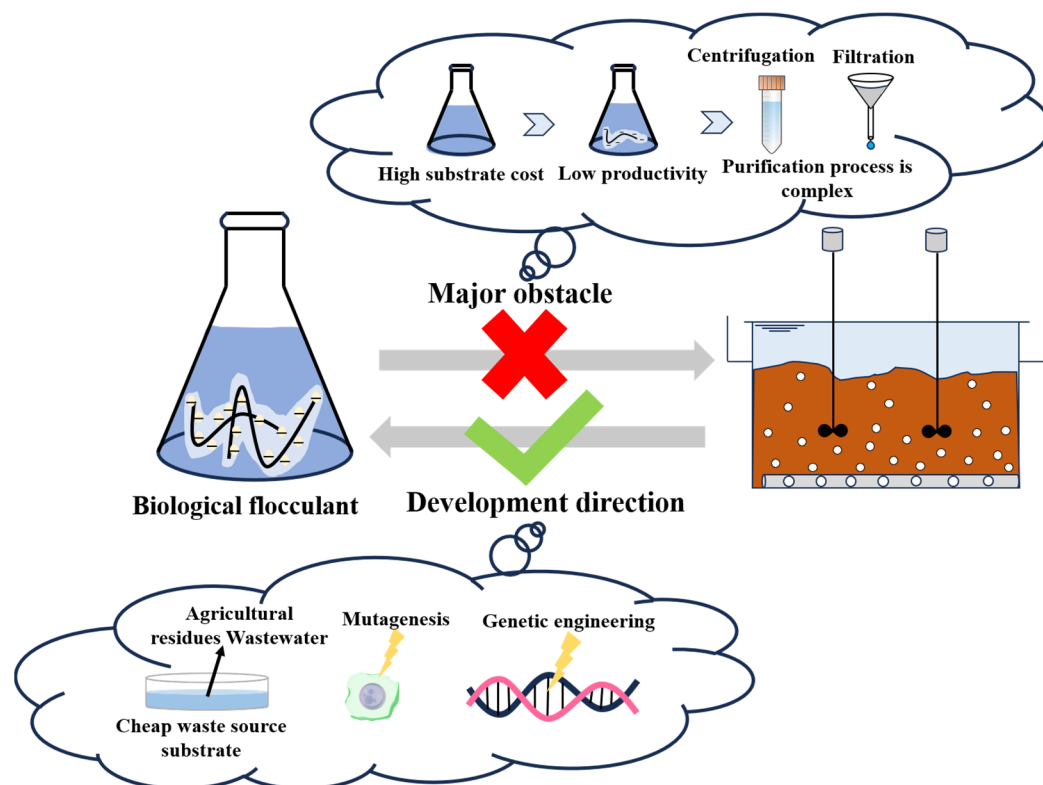 Centrifugation
Filtration
High substrate cost
Low productivity
Purification process is
complex
Major obstacle
Biological flocculant
Development direction
Agricultural
residues Wastewater
Mutagenesis
Genetic engineering
Cheap waste source
substrate